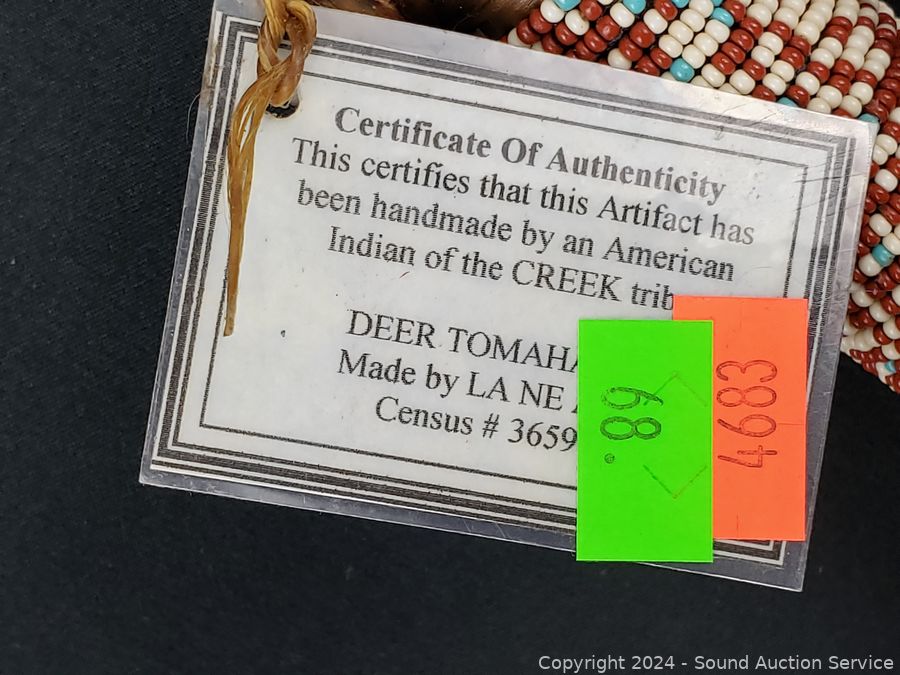 Certificate Of Authenticity
This certifies that this Artifact has
been handmade by an American
Indian of the CREEK trib
DEER TOMAHA
Made by LA NE
Census # 3659
.89
4683
Copyright 2024 - Sound Auction Service